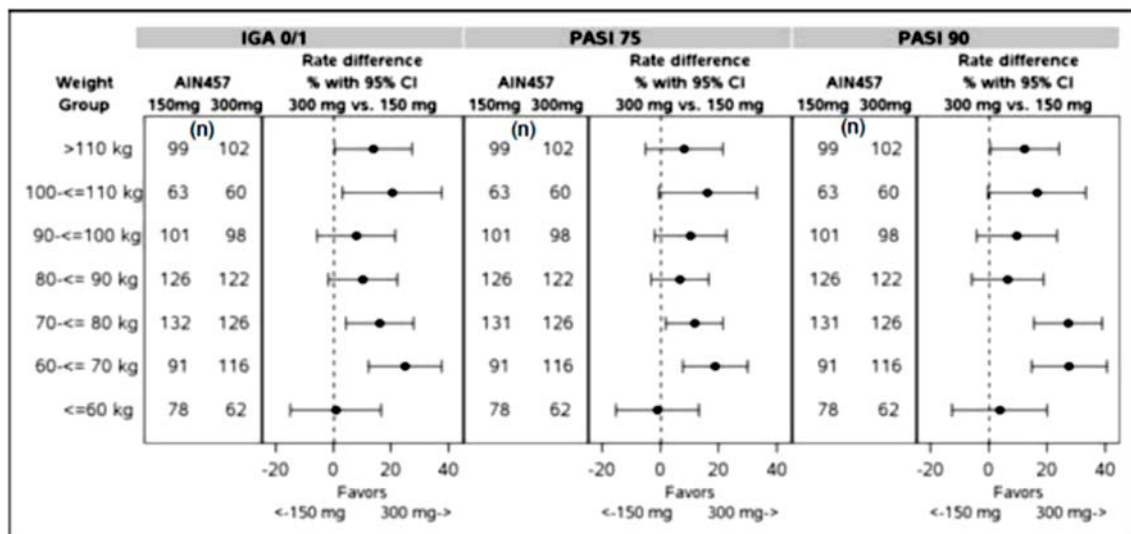 IGA 0/1 PASI 75 PASI 90
Rate difference Rate difference Rate difference
Weight AIN457 % with 95% CI AIN457 % with 95% CI AIN457 % with 95% CI
Group 150mg 300mg 300 mg vs. 150 mg 150mg 300mg 300 mg vs. 150 mg 150mg 300mg 300 mg vs. 150 mg
(n) (n) (n)
>110 kg 99 102 99 102 99 102
100-<=110 kg 63 60 63 60 63 60
90-<=100 kg 101 98 101 98 101 98
80-<= 90 kg 126 122 126 122 126 122
70-<= 80 kg 132 126 131 126 131 126
60-<= 70 kg 91 116 91 116 91 116
<=60 kg 78 62 78 62 78 62
-20 0 20 40 -20 0 20 40 -20 0 20 40
Favors Favors Favors
<-150 mg 300 mg-> <-150 mg 300 mg-> <-150 mg 300 mg->